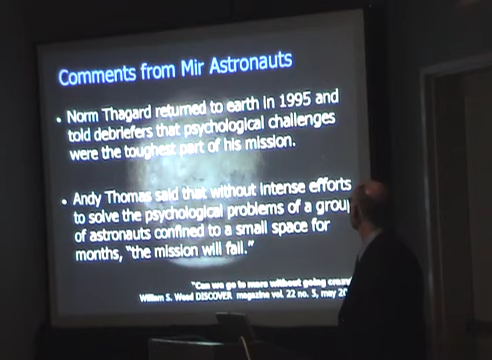 Comments from Mir Astronauts
• Norm Thagard returned to earth in 1995 and
told debriefers that psychological challenges
were the toughest part of his mission.
• Andy Thomas said that without intense efforts
to solve the psychological problems of a group
of astronauts confined to a small space for
months, "the mission will fail."
"Can we go to mars without going crazy
William S. Weed DISCOVER magazine vol. 22 no. 5, may 20